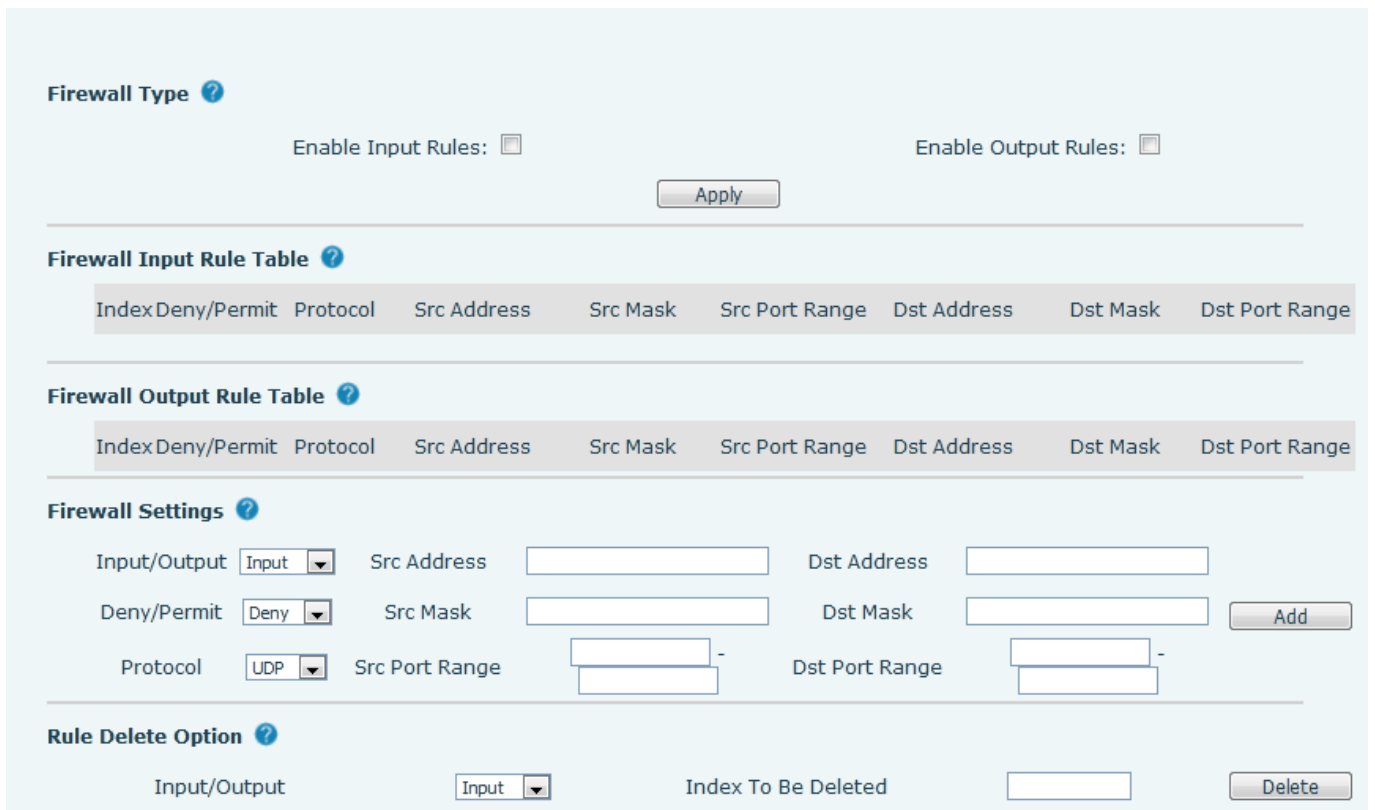 Firewall Type ?
Enable Input Rules: Enable Output Rules:
Apply
Firewall Input Rule Table ?
Index Deny/Permit Protocol Src Address Src Mask Src Port Range Dst Address Dst Mask Dst Port Range
Firewall Output Rule Table ?
Index Deny/Permit Protocol Src Address Src Mask Src Port Range Dst Address Dst Mask Dst Port Range
Firewall Settings ?
Input/Output Input Src Address Dst Address
Deny/Permit Deny Src Mask Dst Mask Add
Protocol UDP Src Port Range - Dst Port Range -
Rule Delete Option ?
Input/Output Input Index To Be Deleted Delete